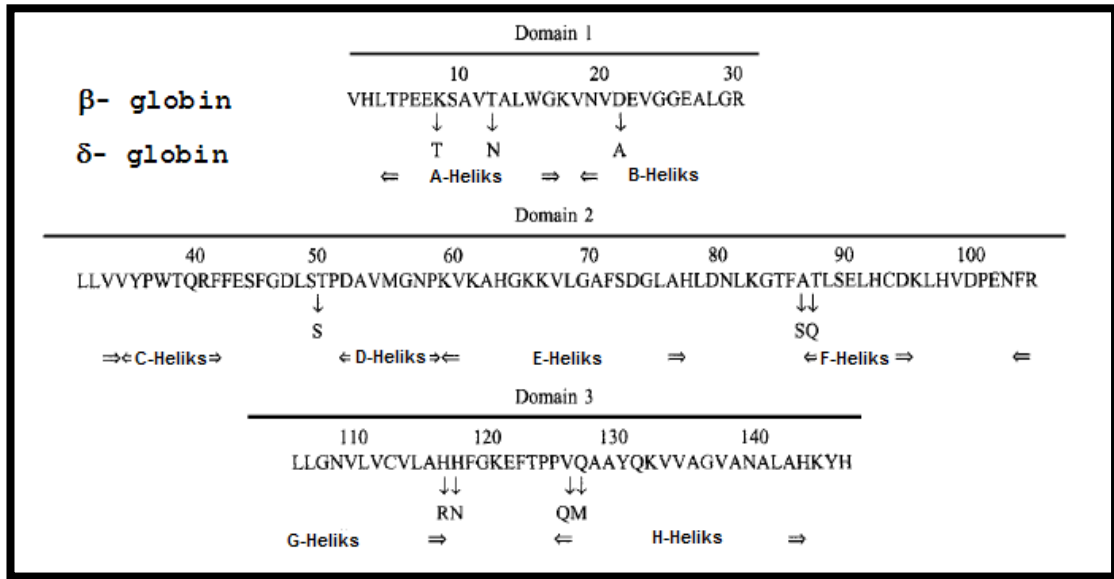 Domain 1
10 20 30
β- globin VHLTPEEKSAVTALWGKVNVDEVGGEALGR
↓ ↓ ↓
δ- globin T N A
⇐ A-Heliks ⇒ ⇐ B-Heliks
Domain 2
40 50 60 70 80 90 100
LLVVYPWTQRFFESFGDLSTPDAVMGNPKVKAHGKKVLGAFSDGLAHLDNLKGTFATLSELHCDKLHVDPENFR
↓ ↓↓
S SQ
⇒⇐ C-Heliks ⇒ ⇐ D-Heliks ⇒⇐ E-Heliks ⇒ ⇐ F-Heliks ⇒ ⇐
Domain 3
110 120 130 140
LLGNVLVCVLAHHFGKEFTPPVQAAYQKVVAGVANALAHKYH
↓↓ ↓↓
RN QM
G-Heliks ⇒ ⇐ H-Heliks ⇒